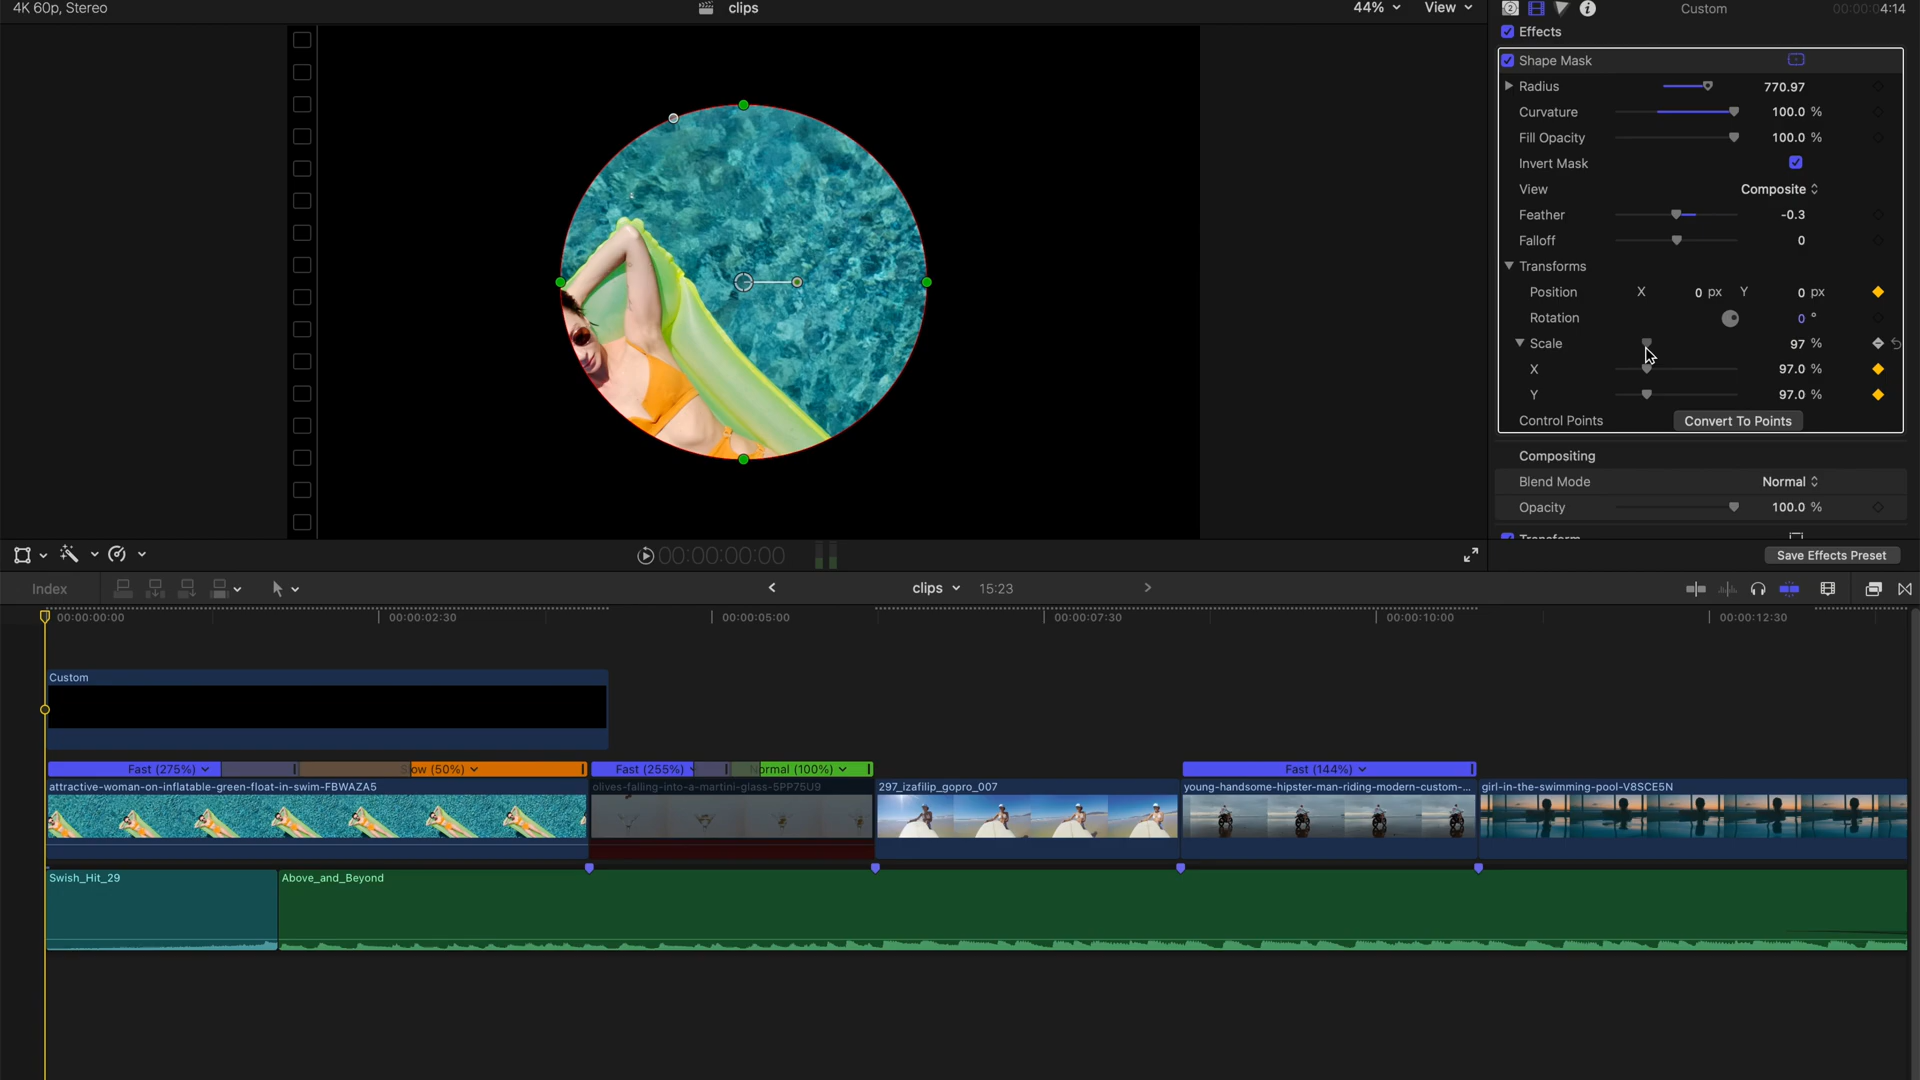 4K 60p, Stereo
clips
44%
View
Custom
00:00:04:14
Effects
Shape Mask
Radius
770.97
Curvature
100.0 %
Fill Opacity
100.0 %
Invert Mask
View
Composite
Feather
-0.3
Falloff
0
Transforms
Position X 0 px Y 0 px
Rotation
0 °
Scale
97 %
X
97.0 %
Y
97.0 %
Control Points
Convert To Points
Compositing
Blend Mode
Normal
Opacity
100.0 %
Transform
Save Effects Preset
00:00:00:00
Index
clips
15:23
00:00:00:00
00:00:02:30
00:00:05:00
00:00:07:30
00:00:10:00
00:00:12:30
Custom
Fast (275%)
ow (50%)
Fast (255%)
ormal (100%)
Fast (144%)
attractive-woman-on-inflatable-green-float-in-swim-FBWAZA5
olives-falling-into-a-martini-glass-5PP75U9
297_izafilip_gopro_007
young-handsome-hipster-man-riding-modern-custom-...
girl-in-the-swimming-pool-V8SCE5N
Swish_Hit_29
Above_and_Beyond